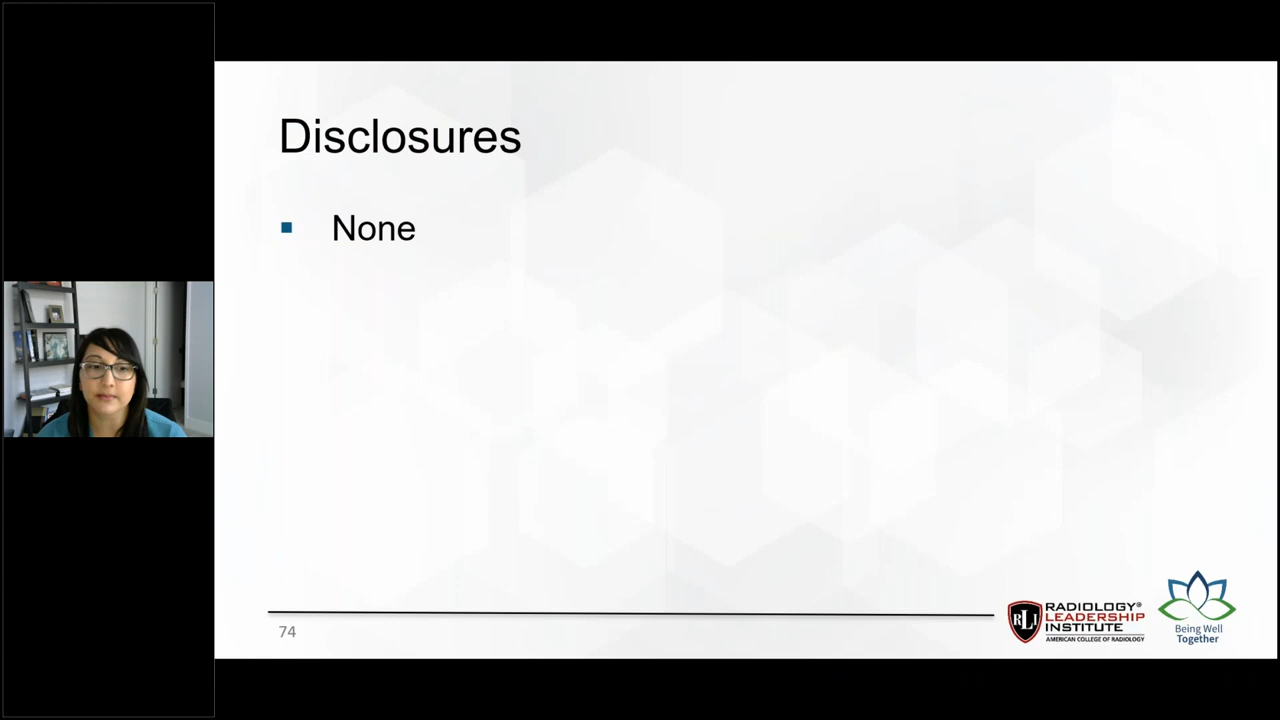 Disclosures
None
74
RLI
RADIOLOGY®
LEADERSHIP
INSTITUTE
AMERICAN COLLEGE OF RADIOLOGY
Being Well
Together